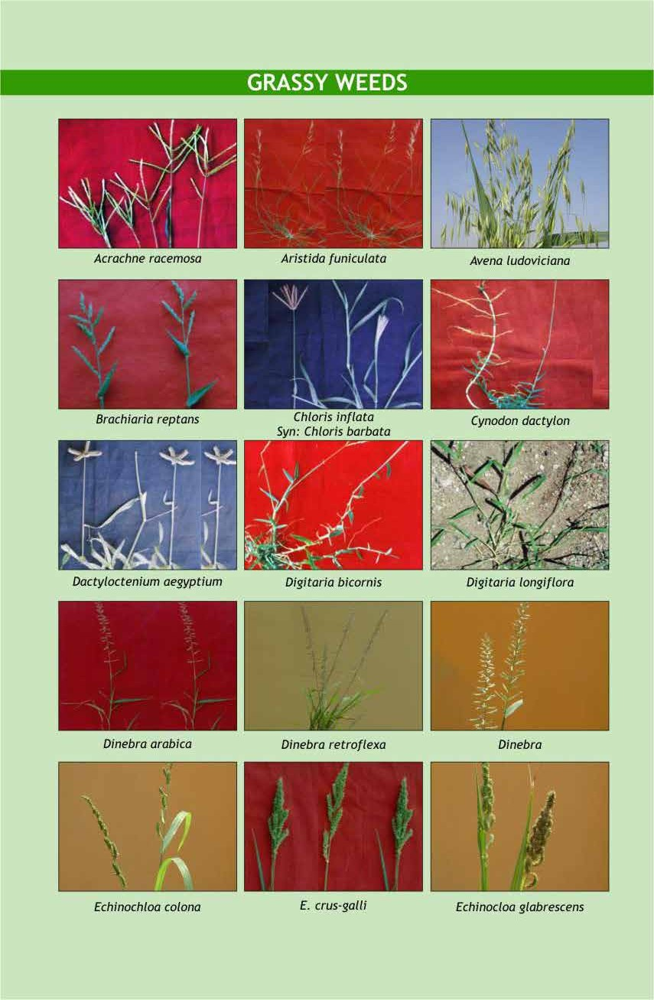 GRASSY WEEDS
Acrachne racemosa
Aristida funiculata
Avena ludoviciana
Brachiaria reptans
Chloris inflata
Syn: Chloris barbata
Cynodon dactylon
Dactyloctenium aegyptium
Digitaria bicornis
Digitaria longiflora
Dinebra arabica
Dinebra retroflexa
Dinebra
Echinochloa colona
E. crus-galli
Echinocloa glabrescens